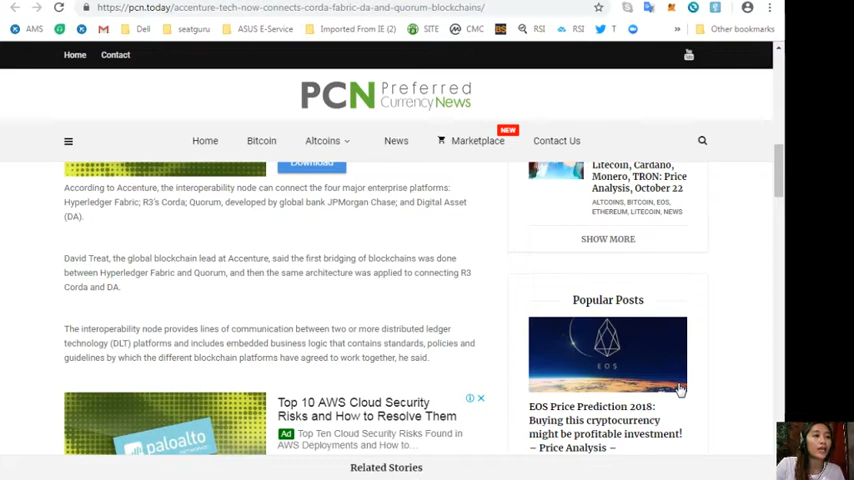 https://pcn.today/accenture-tech-now-connects-corda-fabric-da-and-quorum-blockchains/
AMS
Dell
seatguru
ASUS E-Service
Imported From IE (2)
SITE
CMC
RSI
RSI
T
»
Other bookmarks
Home
Contact
PCN Preferred
Currency News
NEW
Home
Bitcoin
Altcoins
News
Marketplace
Contact Us
Download
According to Accenture, the interoperability node can connect the four major enterprise platforms:
Hyperledger Fabric; R3's Corda; Quorum, developed by global bank JPMorgan Chase; and Digital Asset
(DA).
David Treat, the global blockchain lead at Accenture, said the first bridging of blockchains was done
between Hyperledger Fabric and Quorum, and then the same architecture was applied to connecting R3
Corda and DA.
The interoperability node provides lines of communication between two or more distributed ledger
technology (DLT) platforms and includes embedded business logic that contains standards, policies and
guidelines by which the different blockchain platforms have agreed to work together, he said.
paloalto
Top 10 AWS Cloud Security
Risks and How to Resolve Them
Ad Top Ten Cloud Security Risks Found in
AWS Deployments and How to...
Litecoin, Cardano,
Monero, TRON: Price
Analysis, October 22
ALTCOINS, BITCOIN, EOS,
ETHEREUM, LITECOIN, NEWS
SHOW MORE
Popular Posts
EOS
EOS Price Prediction 2018:
Buying this cryptocurrency
might be profitable investment!
– Price Analysis –
Related Stories